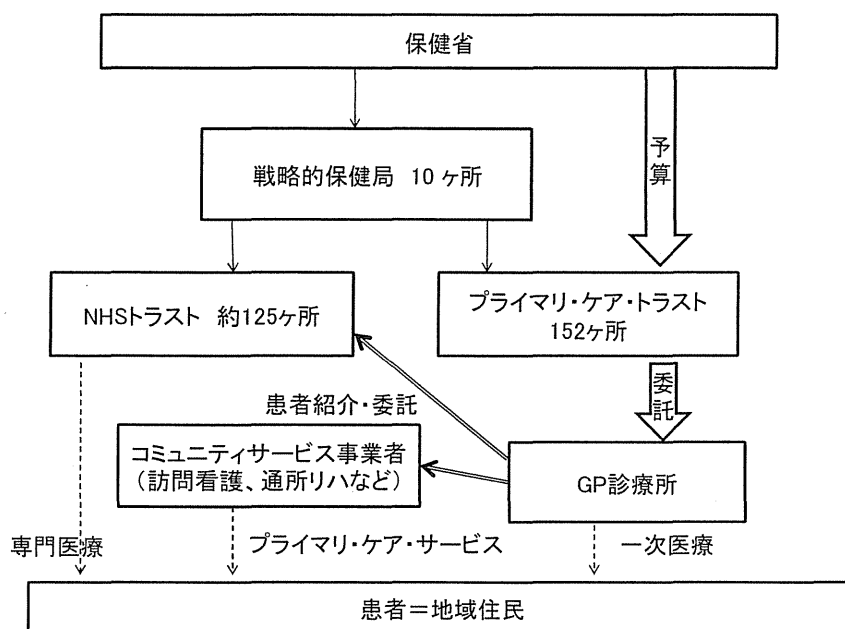 保健省
予算
戦略的保健局 10ヶ所
NHSトラスト 約125ヶ所
プライマリ・ケア・トラスト
152ヶ所
委託
患者紹介・委託
コミュニティサービス事業者
(訪問看護、通所リハなど)
GP診療所
専門医療
プライマリ・ケア・サービス
一次医療
患者=地域住民